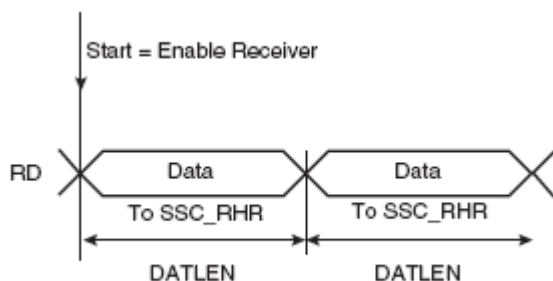 Start = Enable Receiver
RD
Data
Data
To SSC_RHR
To SSC_RHR
DATLEN
DATLEN